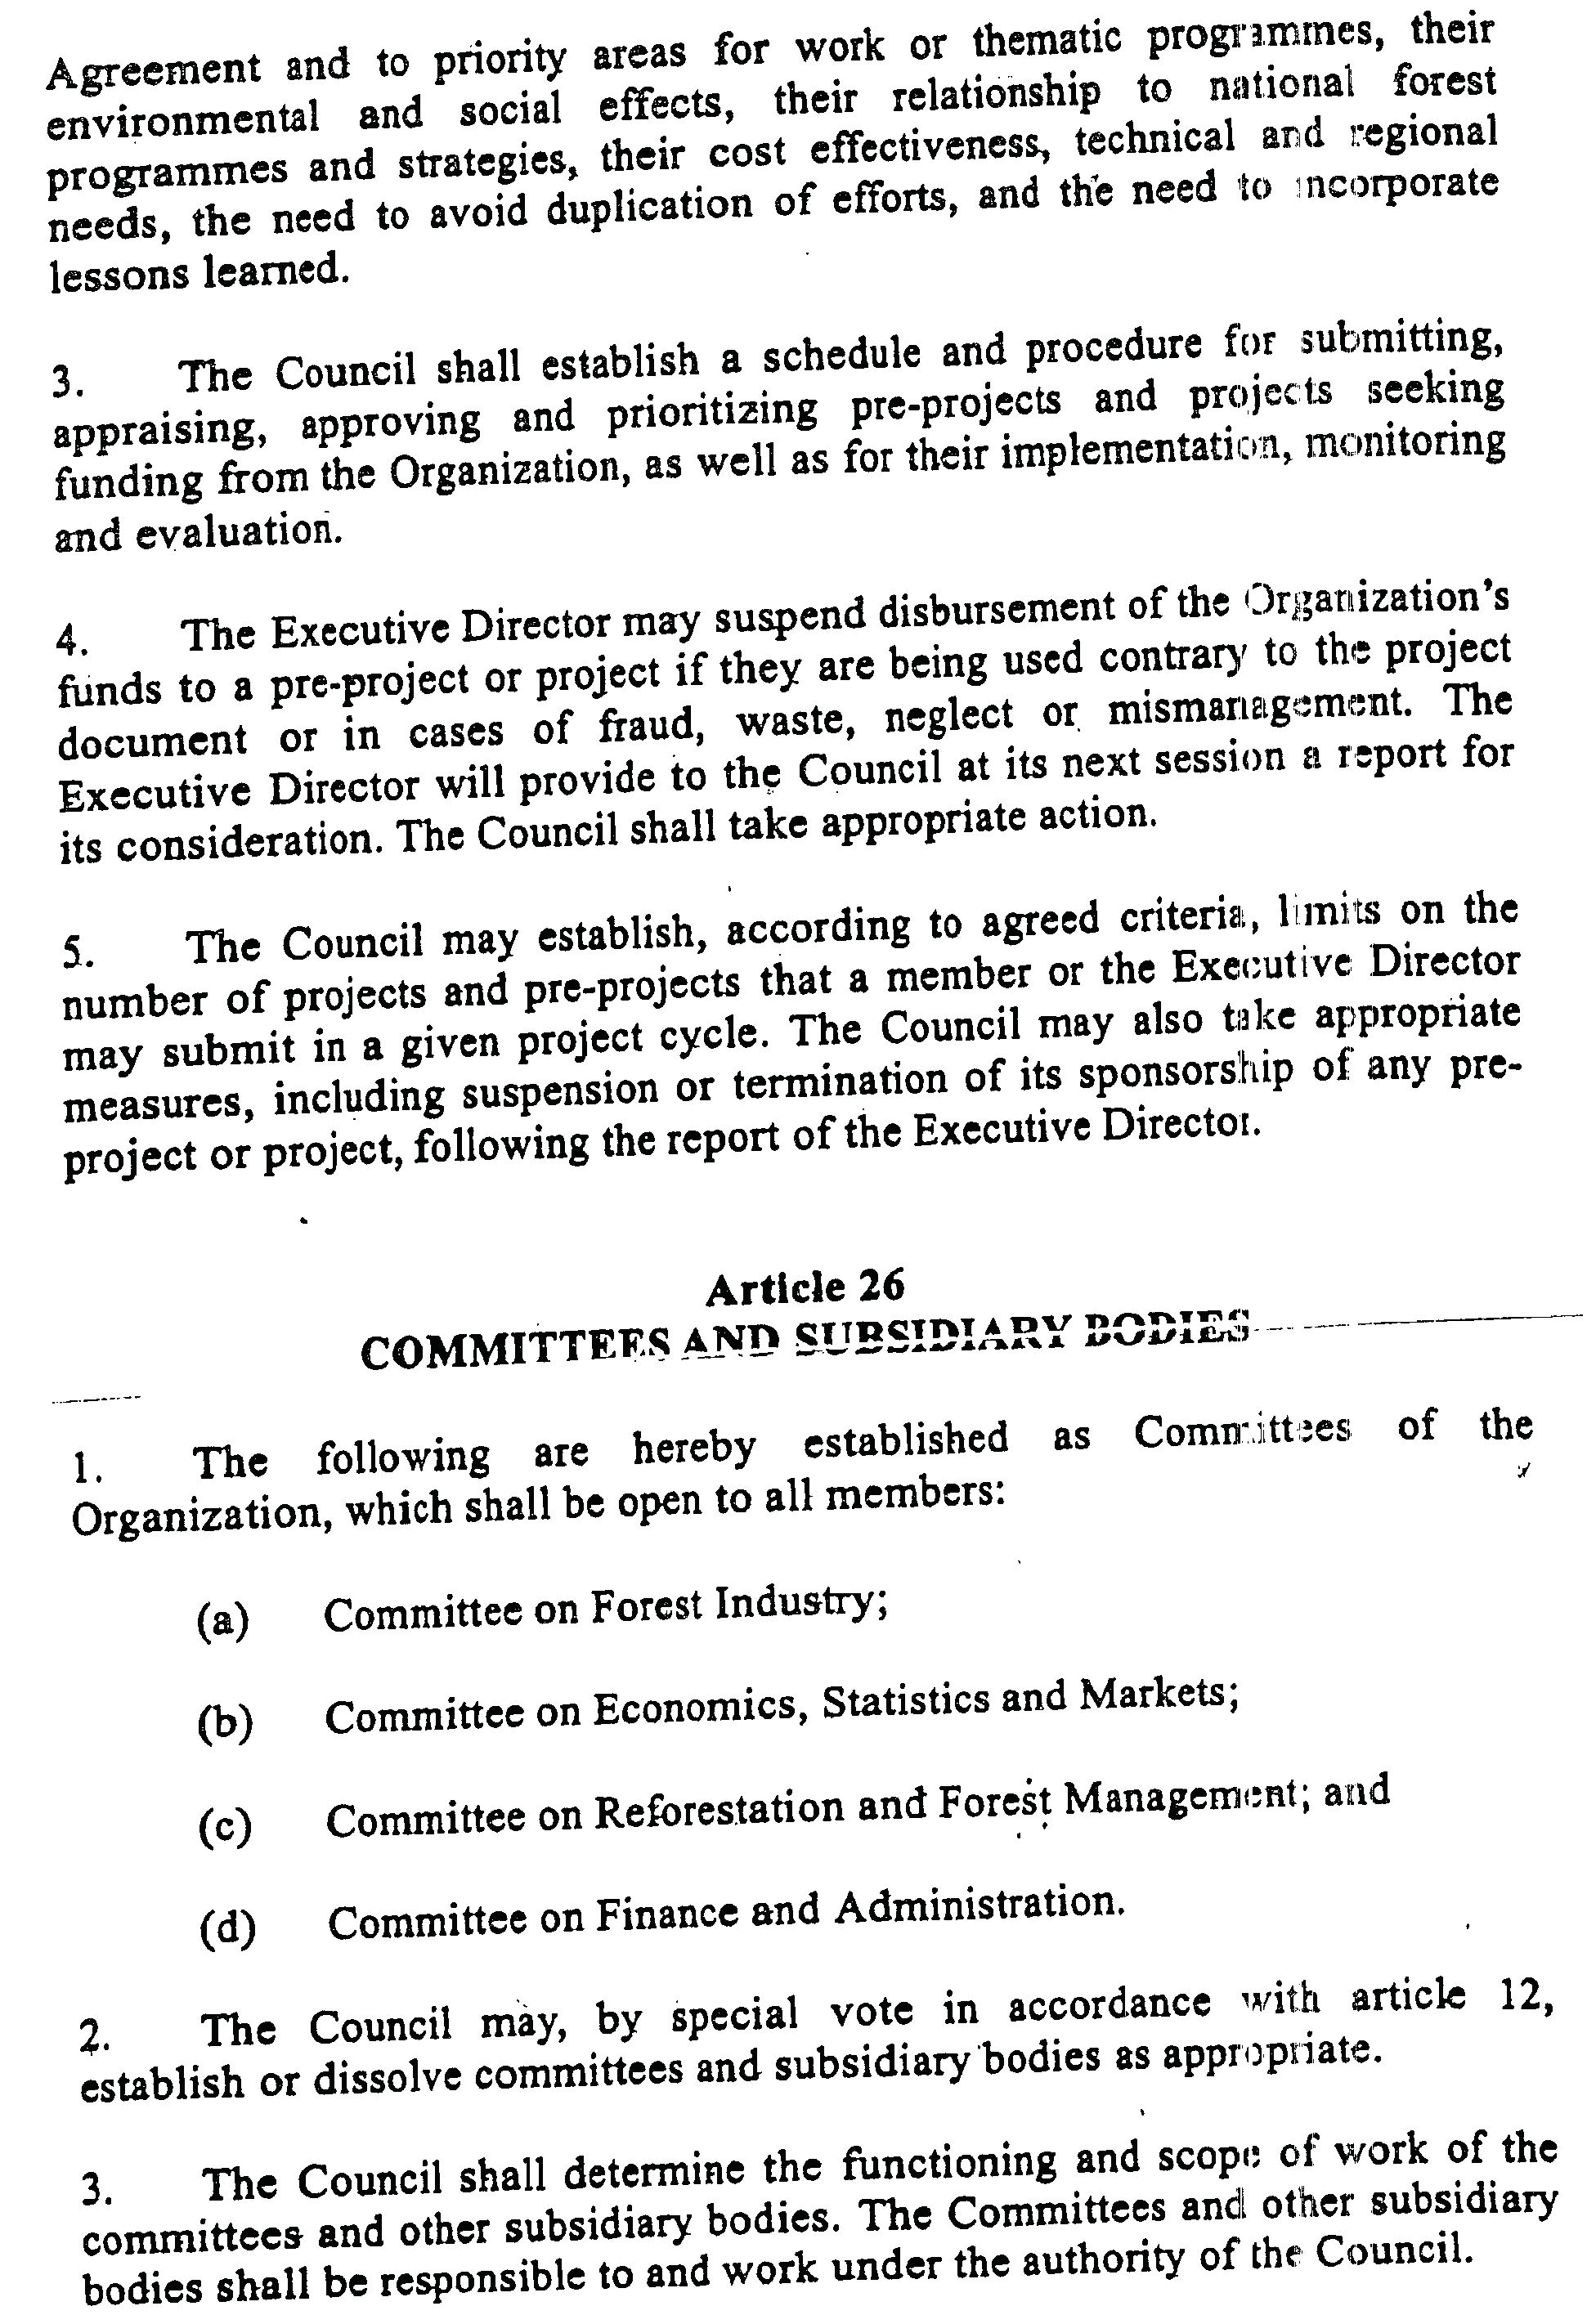 Agreement and to priority areas for work or thematic programmes, their
environmental and social effects, their relationship to national forest
programmes and strategies, their cost effectiveness, technical and regional
needs, the need to avoid duplication of efforts, and the need to incorporate
lessons learned.
3. The Council shall establish a schedule and procedure for submitting,
appraising, approving and prioritizing pre-projects and projects seeking
funding from the Organization, as well as for their implementation, monitoring
and evaluation.
4. The Executive Director may suspend disbursement of the Organization's
funds to a pre-project or project if they are being used contrary to the project
document or in cases of fraud, waste, neglect or mismanagement. The
Executive Director will provide to the Council at its next session a report for
its consideration. The Council shall take appropriate action.
5. The Council may establish, according to agreed criteria, limits on the
number of projects and pre-projects that a member or the Executive Director
may submit in a given project cycle. The Council may also take appropriate
measures, including suspension or termination of its sponsorship of any pre-
project or project, following the report of the Executive Director.
Article 26
COMMITTEES AND SUBSIDIARY BODIES
1. The following are hereby established as Committees of the
Organization, which shall be open to all members:
(a) Committee on Forest Industry;
(b) Committee on Economics, Statistics and Markets;
(c) Committee on Reforestation and Forest Management; and
(d) Committee on Finance and Administration.
2. The Council may, by special vote in accordance with article 12,
establish or dissolve committees and subsidiary bodies as appropriate.
3. The Council shall determine the functioning and scope of work of the
committees and other subsidiary bodies. The Committees and other subsidiary
bodies shall be responsible to and work under the authority of the Council.